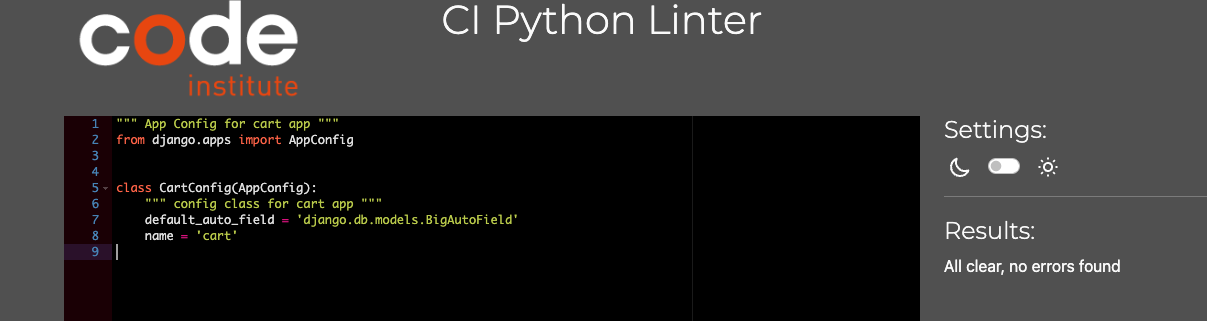 code
institute
CI Python Linter
1 """ App Config for cart app """
2 from django.apps import AppConfig
3
4
5 class CartConfig(AppConfig):
6     """ config class for cart app """
7     default_auto_field = 'django.db.models.BigAutoField'
8     name = 'cart'
9
Settings:
Results:
All clear, no errors found